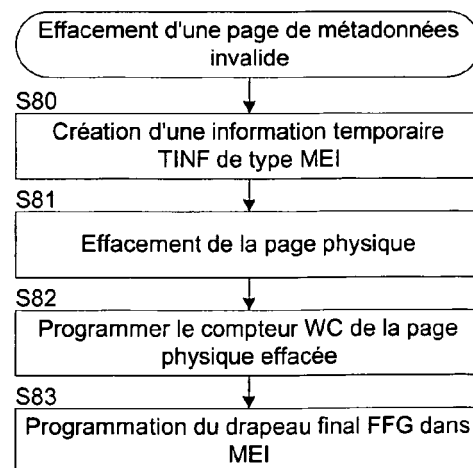 Effacement d'une page de métadonnées
invalide
S80
Création d'une information temporaire
TINF de type MEI
S81
Effacement de la page physique
S82
Programmer le compteur WC de la page
physique effacée
S83
Programmation du drapeau final FFG dans
MEI